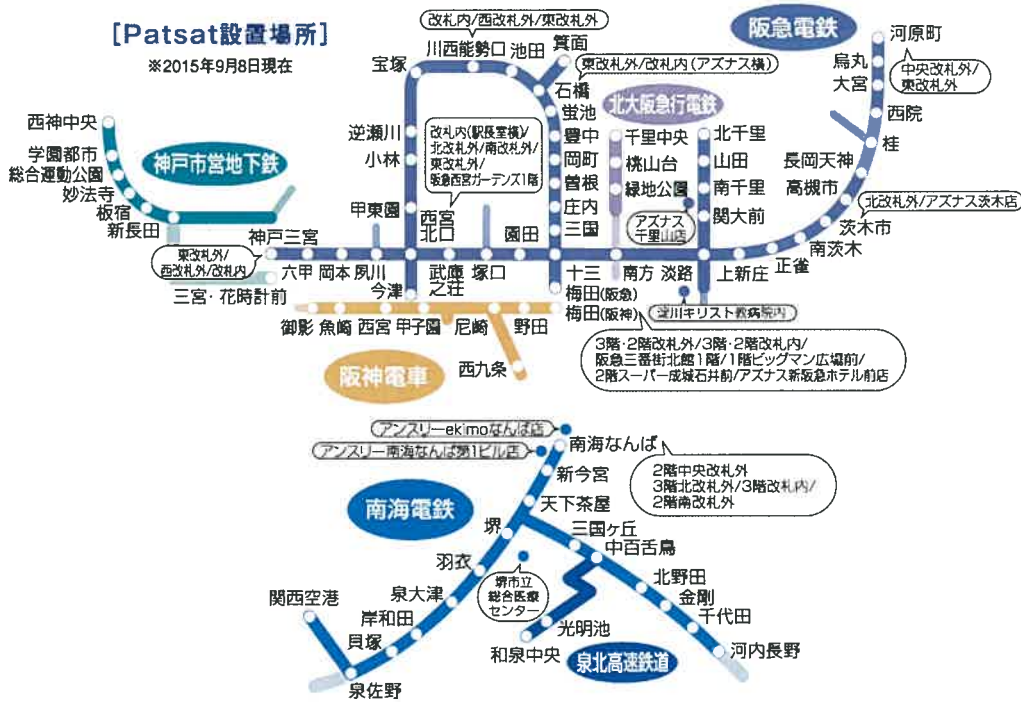 [Patsat設置場所]
※2015年9月8日現在
改札内/西改札外/東改札外
阪急電鉄
川西能勢口
池田
箕面
宝塚
石橋
東改札外/改札内(アズナス横)
蛍池
北大阪急行電鉄
河原町
烏丸
大宮
中央改札外/
東改札外
西院
桂
西神中央
学園都市
総合運動公園
妙法寺
板宿
新長田
神戸市営地下鉄
逆瀬川
小林
甲東園
改札内(駅長室横)/
北改札外/南改札外/
東改札外/
阪急西宮ガーデンズ1階
豊中
岡町
曽根
庄内
三国
千里中央
桃山台
緑地公園
アズナス
千里山店
北千里
山田
南千里
関大前
長岡天神
高槻市
北改札外/アズナス茨木店
茨木市
南茨木
正雀
上新庄
神戸三宮
東改札外/
西改札外/改札内
三宮・花時計前
六甲
岡本
夙川
西宮
北口
今津
武庫
之荘
塚口
園田
十三
南方
淡路
淀川キリスト教病院内
梅田(阪急)
梅田(阪神)
御影
魚崎
西宮
甲子園
尼崎
野田
西九条
阪神電車
3階・2階改札外/3階・2階改札内/
阪急三番街北館1階/1階ビッグマン広場前/
2階スーパー成城石井前/アズナス新阪急ホテル前店
アンスリーekimoなんば店
アンスリー南海なんば第1ビル店
南海なんば
2階中央改札外
3階北改札外/3階改札内/
2階南改札外
新今宮
天下茶屋
南海電鉄
堺
三国ヶ丘
中百舌鳥
羽衣
堺市立
総合医療
センター
北野田
金剛
千代田
河内長野
泉大津
岸和田
貝塚
関西空港
泉佐野
光明池
和泉中央
泉北高速鉄道